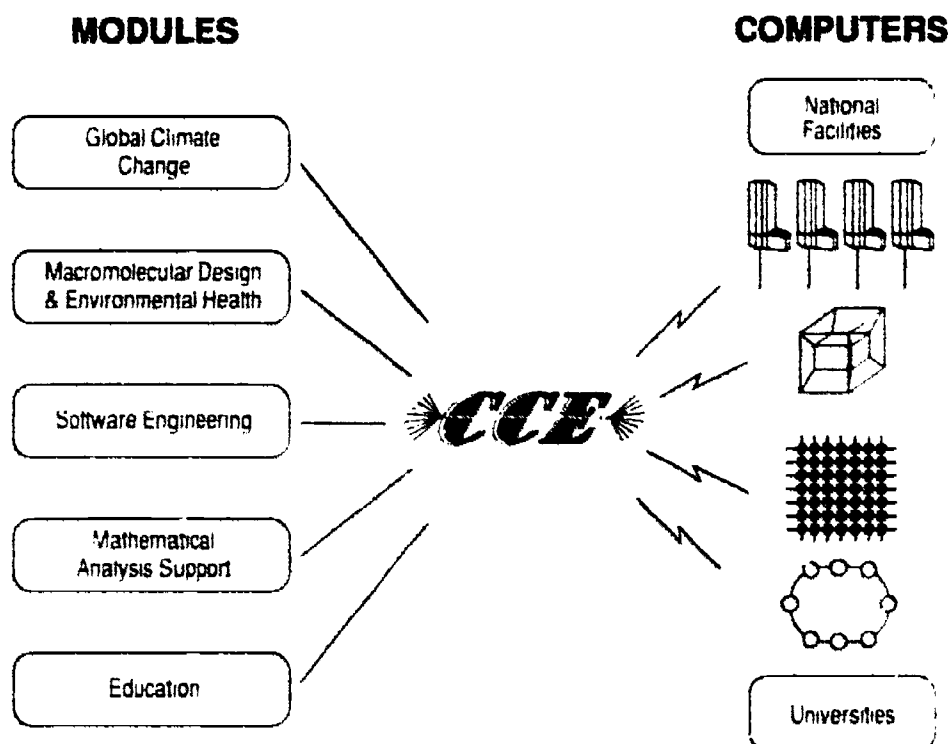 MODULES
Global Climate
Change
Macromolecular Design
& Environmental Health
Software Engineering
Mathematical
Analysis Support
Education
CCE
COMPUTERS
National
Facilities
Universities